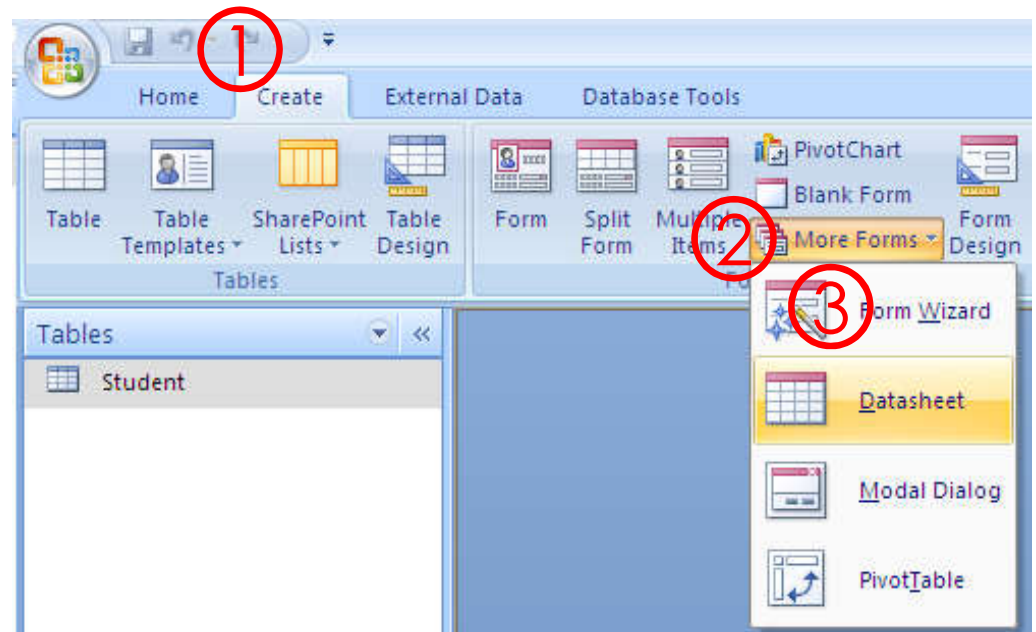 1
Home Create External Data Database Tools
Table
Table Templates
SharePoint Lists
Table Design
Form
Split Form
Multiple Items
PivotChart
Blank Form
2
More Forms
Form Design
Tables
Fo
3
Form Wizard
Datasheet
Modal Dialog
PivotTable
Tables
Student